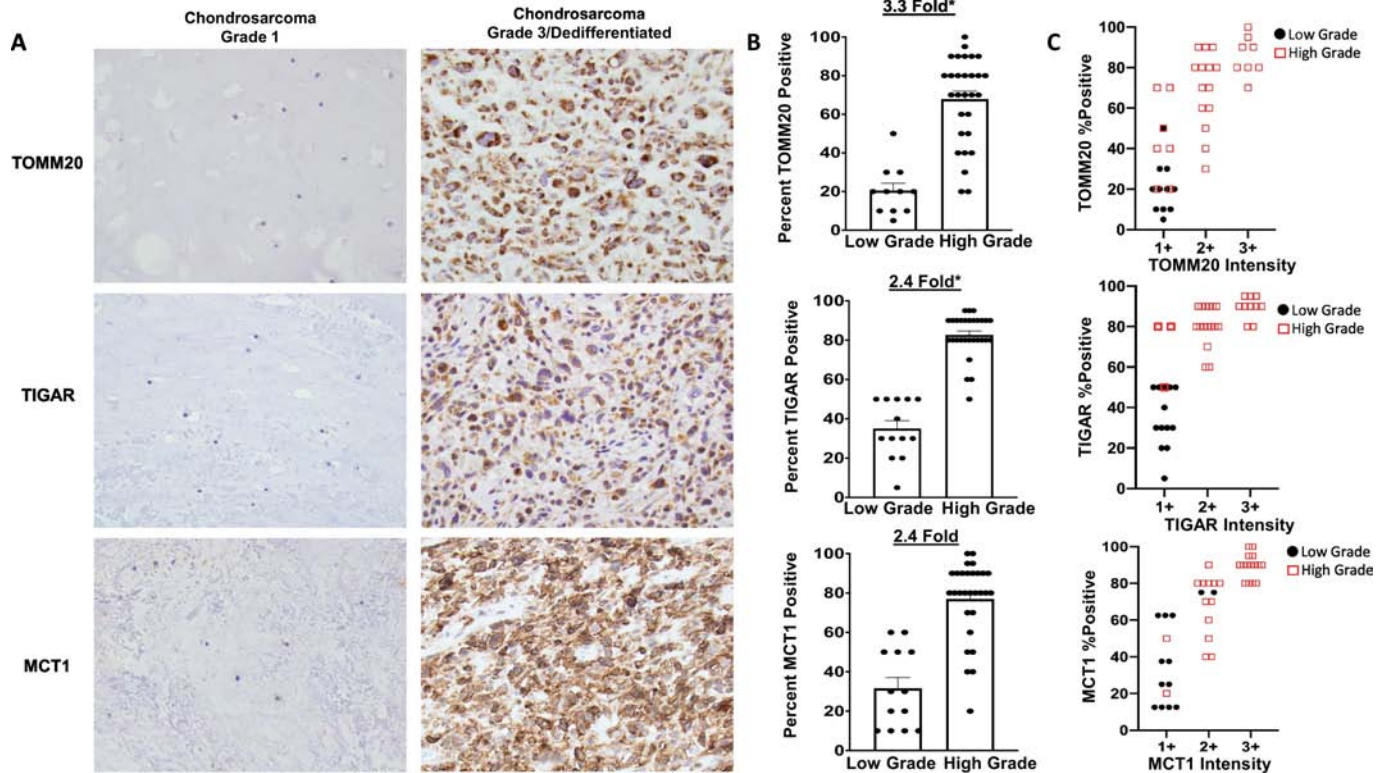 A
Chondrosarcoma
Grade 1
Chondrosarcoma
Grade 3/Dedifferentiated
TOMM20
TIGAR
MCT1
B
3.3 Fold*
Percent TOMM20 Positive
100
80
60
40
20
0
Low Grade High Grade
2.4 Fold*
Percent TIGAR Positive
100
80
60
40
20
0
Low Grade High Grade
2.4 Fold
Percent MCT1 Positive
100
80
60
40
20
0
Low Grade High Grade
C
TOMM20 %Positive
100
80
60
40
20
0
1+ 2+ 3+
TOMM20 Intensity
Low Grade
High Grade
TIGAR %Positive
100
80
60
40
20
0
1+ 2+ 3+
TIGAR Intensity
Low Grade
High Grade
MCT1 %Positive
100
80
60
40
20
0
1+ 2+ 3+
MCT1 Intensity
Low Grade
High Grade